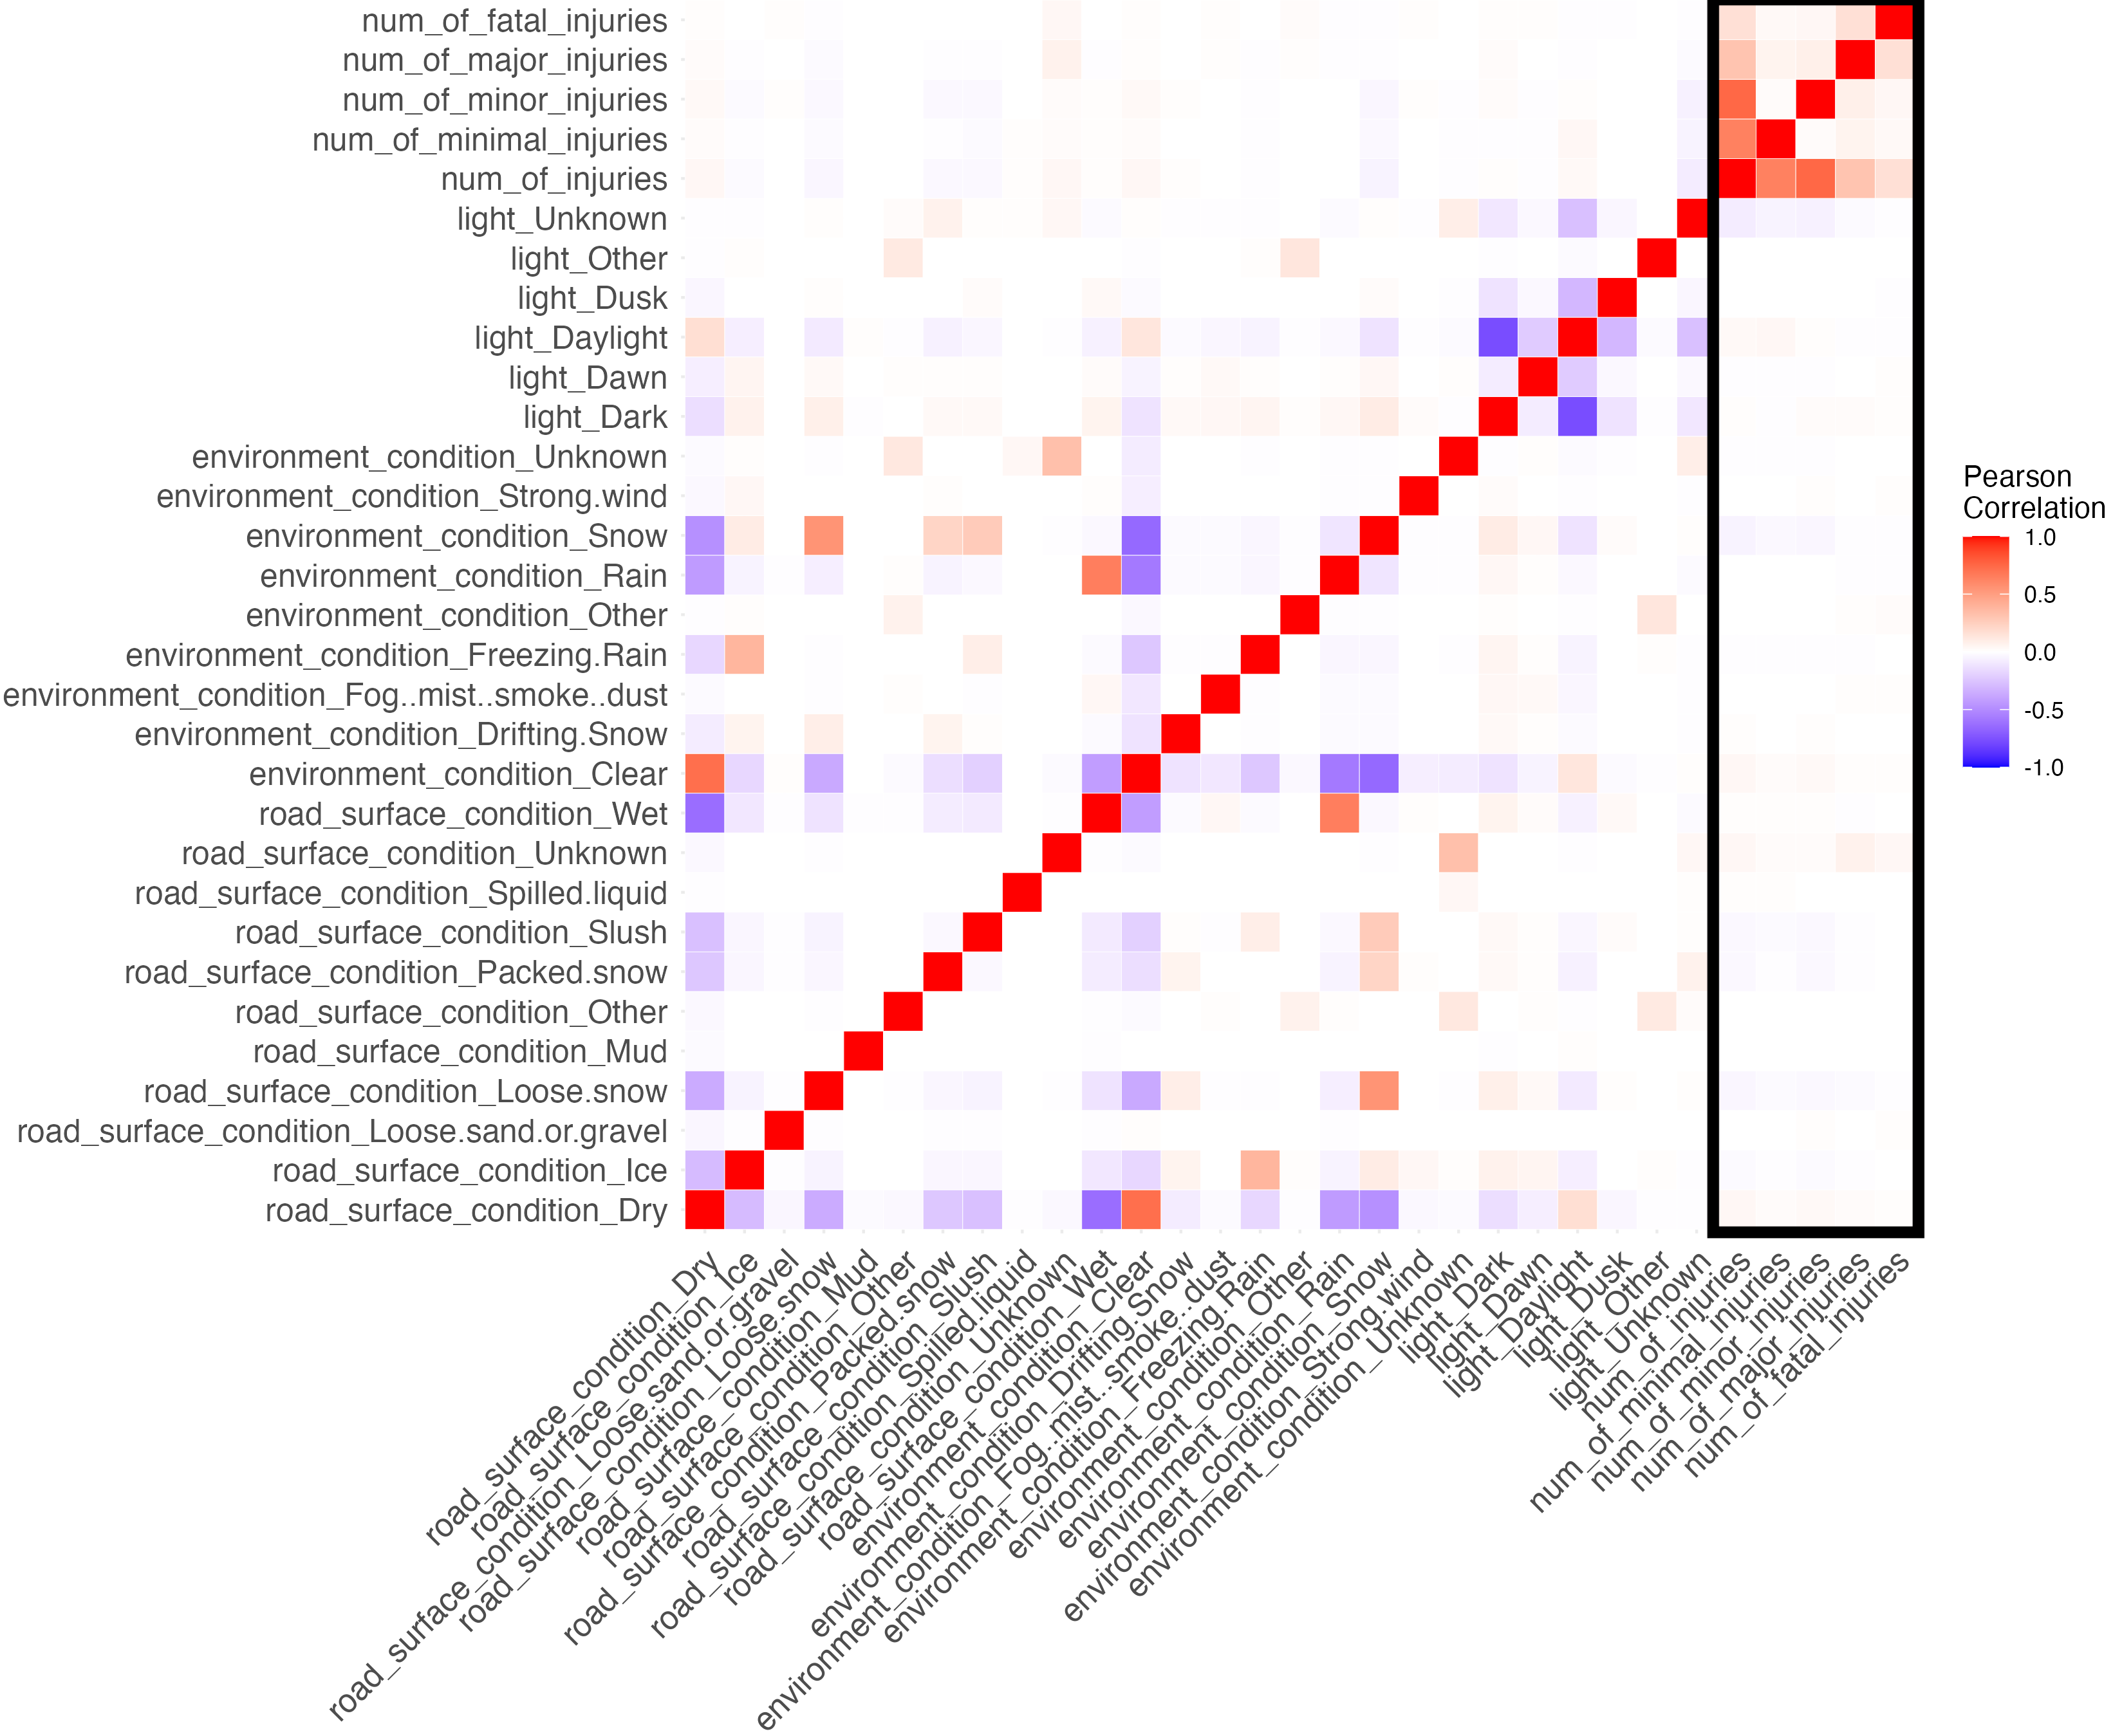 num_of_fatal_injuries
num_of_major_injuries
num_of_minor_injuries
num_of_minimal_injuries
num_of_injuries
light_Unknown
light_Other
light_Dusk
light_Daylight
light_Dawn
light_Dark
environment_condition_Unknown
environment_condition_Strong.wind
environment_condition_Snow
environment_condition_Rain
environment_condition_Other
environment_condition_Freezing.Rain
environment_condition_Fog..mist..smoke..dust
environment_condition_Drifting.Snow
environment_condition_Clear
road_surface_condition_Wet
road_surface_condition_Unknown
road_surface_condition_Spilled.liquid
road_surface_condition_Slush
road_surface_condition_Packed.snow
road_surface_condition_Other
road_surface_condition_Mud
road_surface_condition_Loose.snow
road_surface_condition_Loose.sand.or.gravel
road_surface_condition_Ice
road_surface_condition_Dry
road_surface_condition_Dry
road_surface_condition_Ice
road_surface_condition_Loose.sand.or.gravel
road_surface_condition_Loose.snow
road_surface_condition_Mud
road_surface_condition_Other
road_surface_condition_Packed.snow
road_surface_condition_Slush
road_surface_condition_Spilled.liquid
road_surface_condition_Unknown
road_surface_condition_Wet
environment_condition_Clear
environment_condition_Drifting.Snow
environment_condition_Fog..mist..smoke..dust
environment_condition_Freezing.Rain
environment_condition_Other
environment_condition_Rain
environment_condition_Snow
environment_condition_Strong.wind
environment_condition_Unknown
light_Dark
light_Dawn
light_Daylight
light_Dusk
light_Other
light_Unknown
num_of_injuries
num_of_minimal_injuries
num_of_minor_injuries
num_of_major_injuries
num_of_fatal_injuries
Pearson
Correlation
1.0
0.5
0.0
-0.5
-1.0